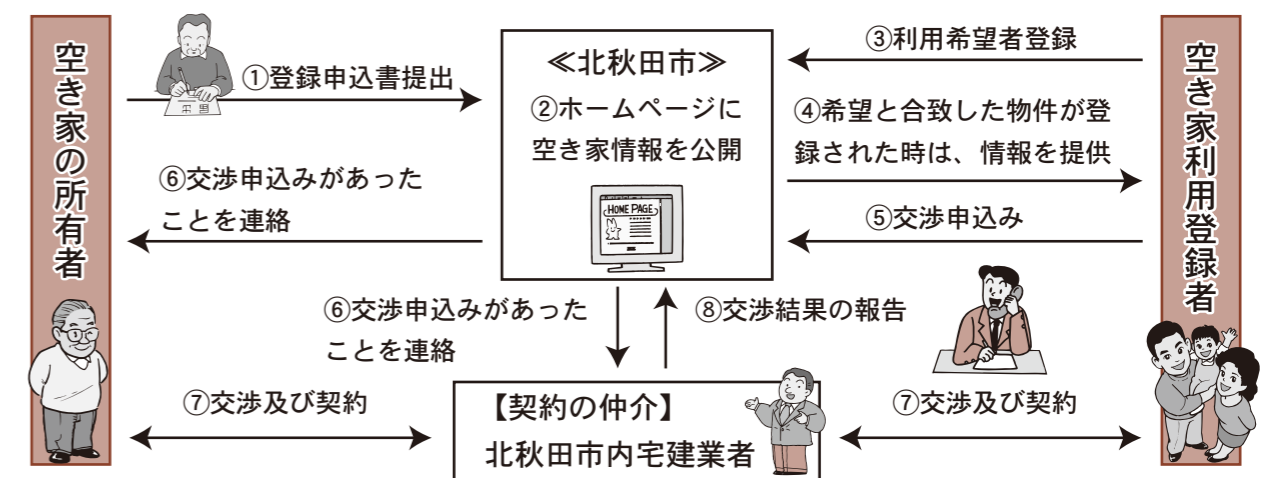 空き家の所有者
①登録申込書提出
⑥交渉申込みがあった
ことを連絡
≪北秋田市≫
②ホームページに
空き家情報を公開
HOME PAGE
③利用希望者登録
④希望と合致した物件が登
録された時は、情報を提供
⑤交渉申込み
空き家利用登録者
⑥交渉申込みがあった
ことを連絡
⑧交渉結果の報告
⑦交渉及び契約
【契約の仲介】
北秋田市内宅建業者
⑦交渉及び契約